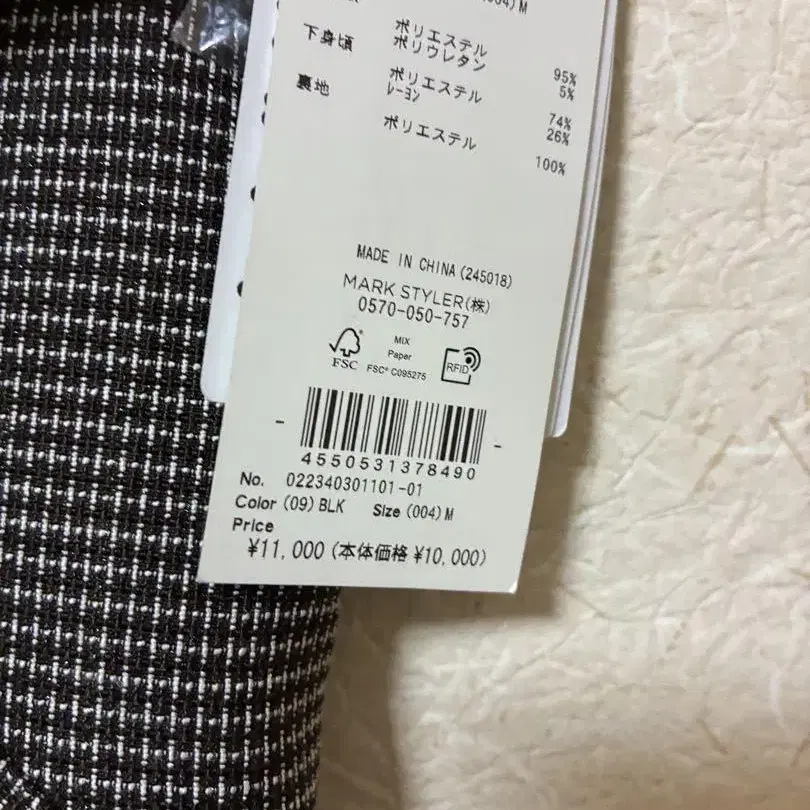 (004) M
ポリエステル 95%
下身頃 ポリウレタン 5%
ポリエステル 74%
裏地 レーヨン 26%
ポリエステル 100%
MADE IN CHINA (245018)
MARK STYLER(株)
0570-050-757
FSC
MIX
Paper
FSC® C095275
RFID
4550531378490
No. 022340301101-01
Color (09) BLK Size (004) M
Price
¥11,000 (本体価格 ¥10,000)